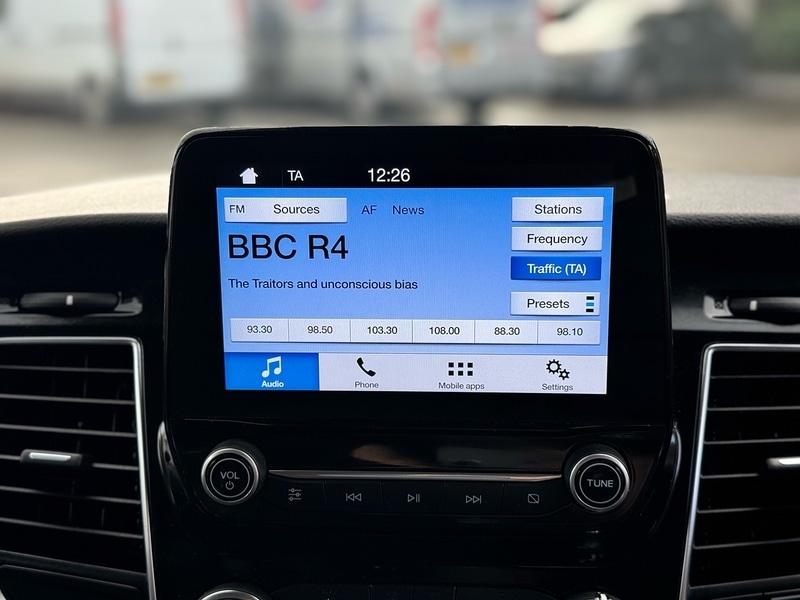 TA 12:26
FM Sources AF News Stations
BBC R4
Frequency
The Traitors and unconscious bias
Traffic (TA)
Presets
93.30 98.50 103.30 108.00 88.30 98.10
Audio Phone Mobile apps Settings
VOL
TUNE